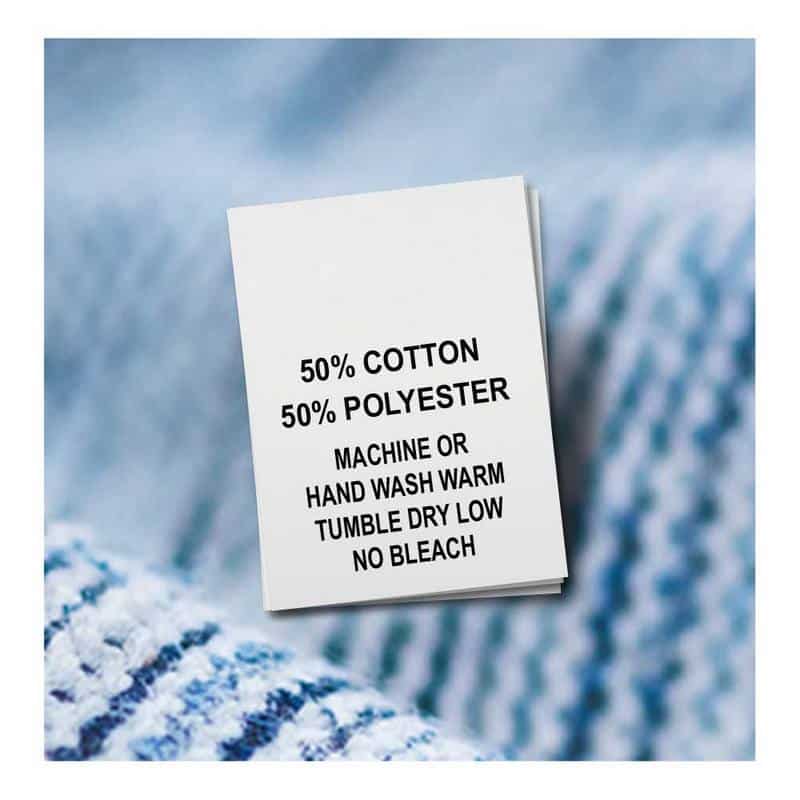 50% COTTON
50% POLYESTER
MACHINE OR
HAND WASH WARM
TUMBLE DRY LOW
NO BLEACH